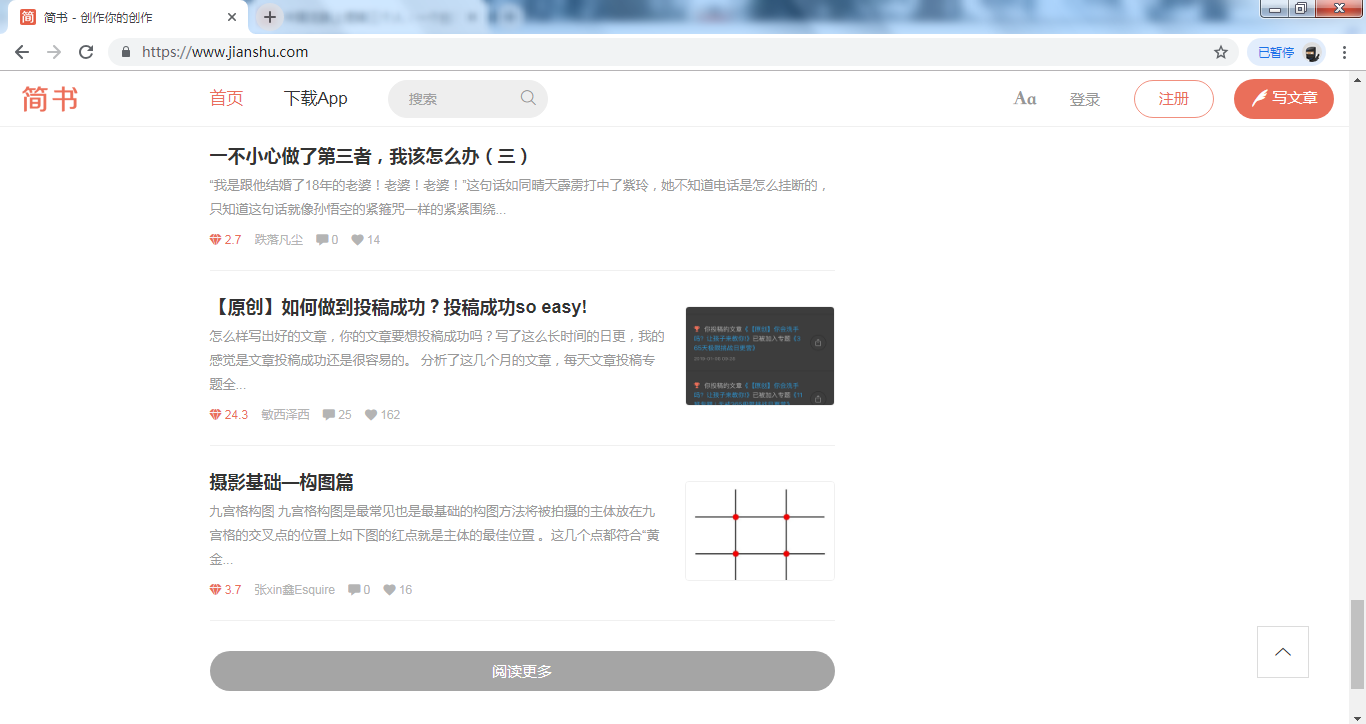 简 简书 - 创作你的创作
https://www.jianshu.com
已暂停
简书
首页
下载App
搜索
Aa
登录
注册
写文章
一不小心做了第三者，我该怎么办（三）
“我是跟他结婚了18年的老婆！老婆！老婆！”这句话如同晴天霹雳打中了紫玲，她不知道电话是怎么挂断的，
只知道这句话就像孙悟空的紧箍咒一样的紧紧围绕...
2.7 跌落凡尘 0 14
【原创】如何做到投稿成功？投稿成功so easy!
怎么样写出好的文章，你的文章要想投稿成功吗？写了这么长时间的日更，我的
感觉是文章投稿成功还是很容易的。 分析了这几个月的文章，每天文章投稿专
题全...
24.3 敏西泽西 25 162
摄影基础—构图篇
九宫格构图 九宫格构图是最常见也是最基础的构图方法将被拍摄的主体放在九
宫格的交叉点的位置上如下图的红点就是主体的最佳位置 。这几个点都符合“黄
金...
3.7 张xin鑫Esquire 0 16
阅读更多